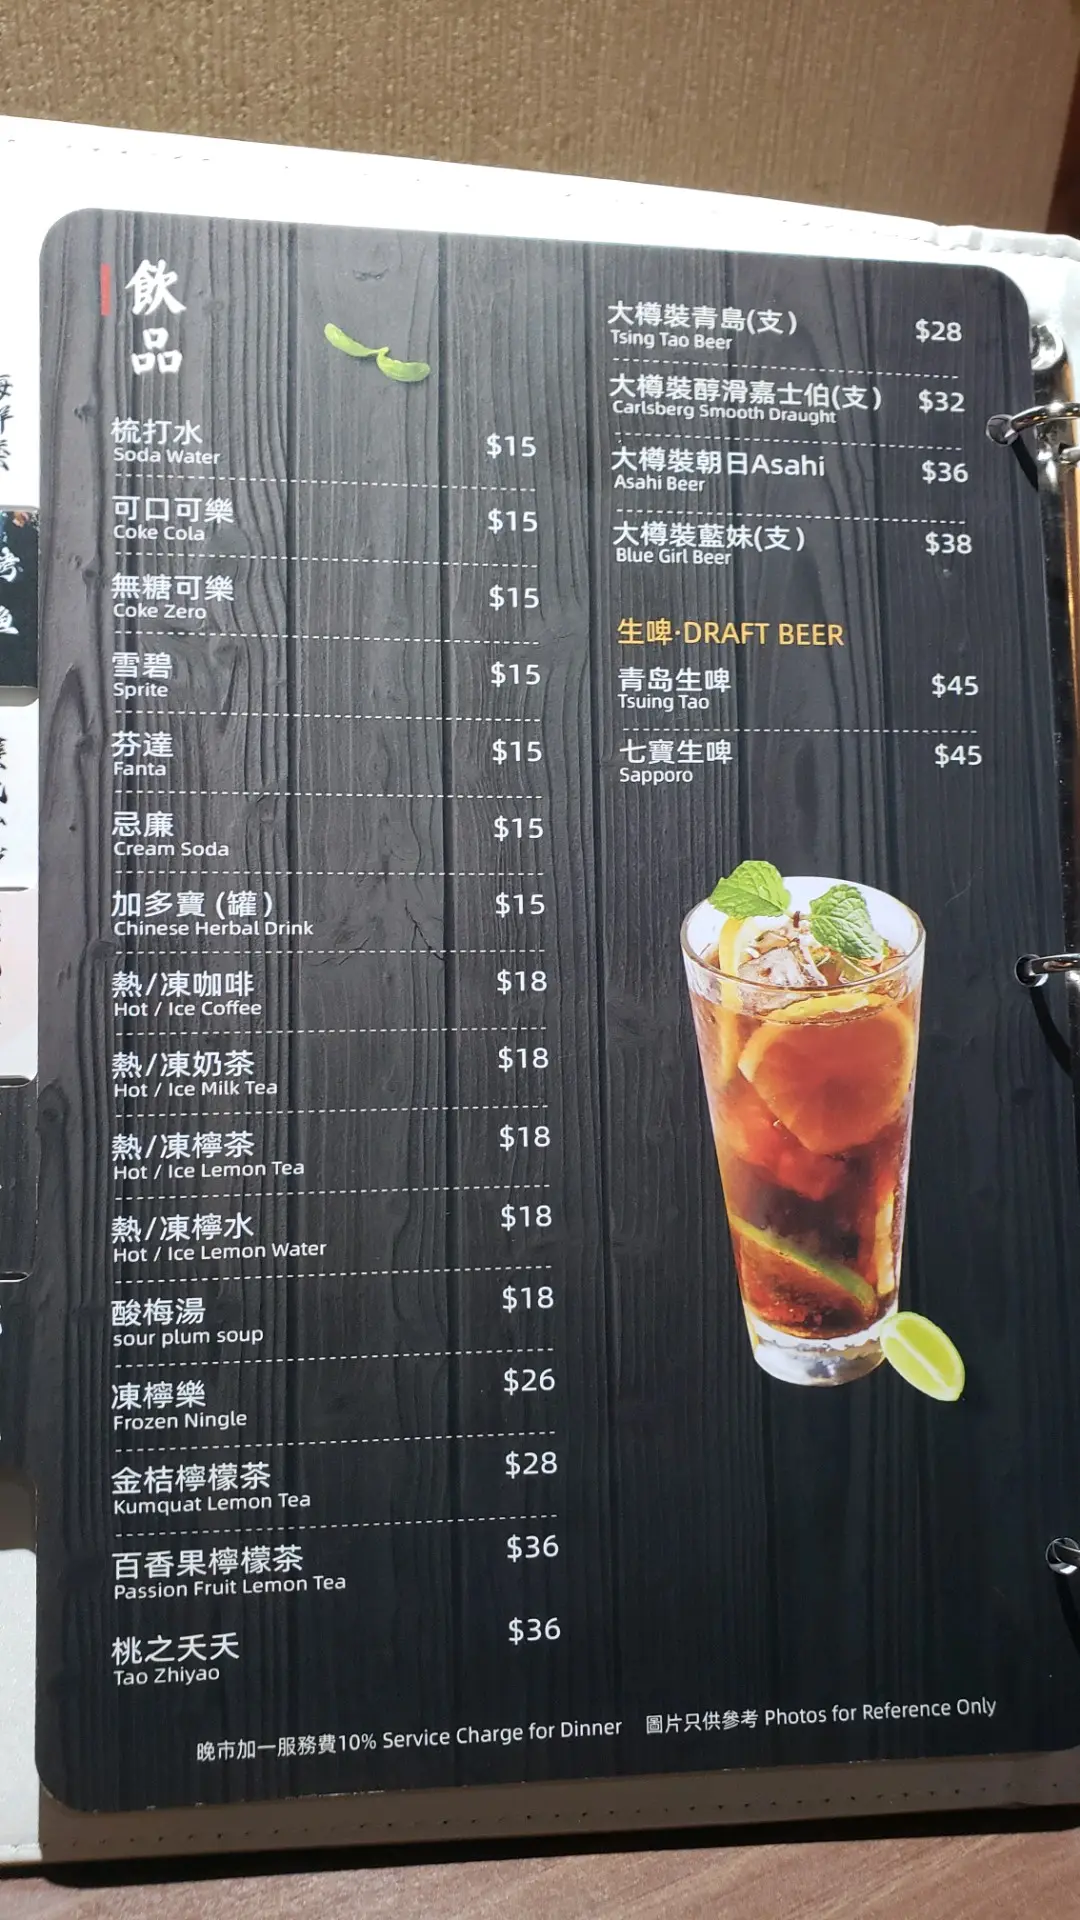 飲品
梳打水 $15
Soda Water
可口可樂 $15
Coke Cola
無糖可樂 $15
Coke Zero
雪碧 $15
Sprite
芬達 $15
Fanta
忌廉 $15
Cream Soda
加多寶 (罐) $15
Chinese Herbal Drink
熱/凍咖啡 $18
Hot / Ice Coffee
熱/凍奶茶 $18
Hot / Ice Milk Tea
熱/凍檸茶 $18
Hot / Ice Lemon Tea
熱/凍檸水 $18
Hot / Ice Lemon Water
酸梅湯 $18
sour plum soup
凍檸樂 $26
Frozen Ningle
金桔檸檬茶 $28
Kumquat Lemon Tea
百香果檸檬茶 $36
Passion Fruit Lemon Tea
桃之夭夭 $36
Tao Zhiyao
大樽裝青島(支) $28
Tsing Tao Beer
大樽裝醇滑嘉士伯(支) $32
Carlsberg Smooth Draught
大樽裝朝日Asahi $36
Asahi Beer
大樽裝藍妹(支) $38
Blue Girl Beer
生啤·DRAFT BEER
青岛生啤 $45
Tsuing Tao
七寶生啤 $45
Sapporo
晚市加一服務費10% Service Charge for Dinner 圖片只供參考 Photos for Reference Only